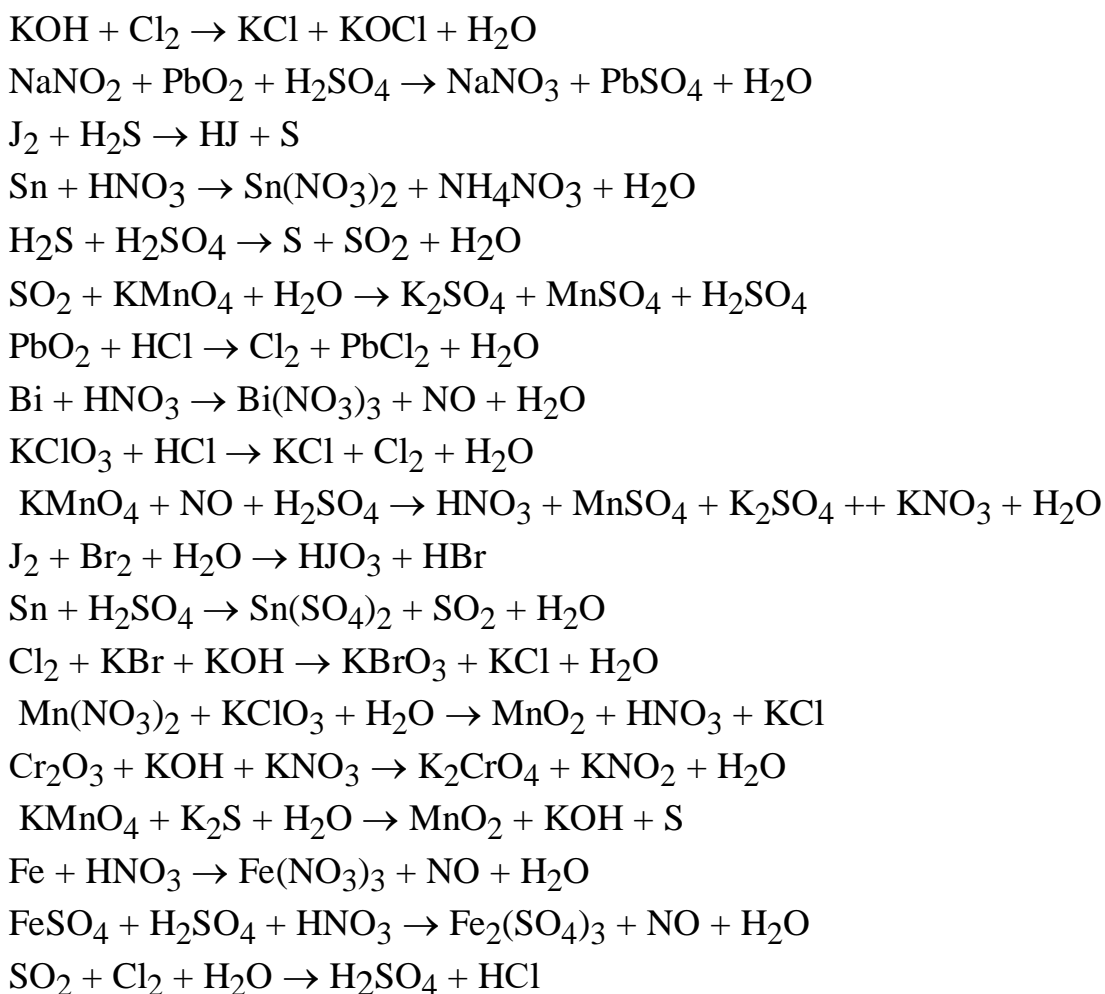 KOH + Cl₂ → KCl + KOCl + H₂O
NaNO₂ + PbO₂ + H₂SO₄ → NaNO₃ + PbSO₄ + H₂O
J₂ + H₂S → HJ + S
Sn + HNO₃ → Sn(NO₃)₂ + NH₄NO₃ + H₂O
H₂S + H₂SO₄ → S + SO₂ + H₂O
SO₂ + KMnO₄ + H₂O → K₂SO₄ + MnSO₄ + H₂SO₄
PbO₂ + HCl → Cl₂ + PbCl₂ + H₂O
Bi + HNO₃ → Bi(NO₃)₃ + NO + H₂O
KClO₃ + HCl → KCl + Cl₂ + H₂O
KMnO₄ + NO + H₂SO₄ → HNO₃ + MnSO₄ + K₂SO₄ ++ KNO₃ + H₂O
J₂ + Br₂ + H₂O → HJO₃ + HBr
Sn + H₂SO₄ → Sn(SO₄)₂ + SO₂ + H₂O
Cl₂ + KBr + KOH → KBrO₃ + KCl + H₂O
Mn(NO₃)₂ + KClO₃ + H₂O → MnO₂ + HNO₃ + KCl
Cr₂O₃ + KOH + KNO₃ → K₂CrO₄ + KNO₂ + H₂O
KMnO₄ + K₂S + H₂O → MnO₂ + KOH + S
Fe + HNO₃ → Fe(NO₃)₃ + NO + H₂O
FeSO₄ + H₂SO₄ + HNO₃ → Fe₂(SO₄)₃ + NO + H₂O
SO₂ + Cl₂ + H₂O → H₂SO₄ + HCl